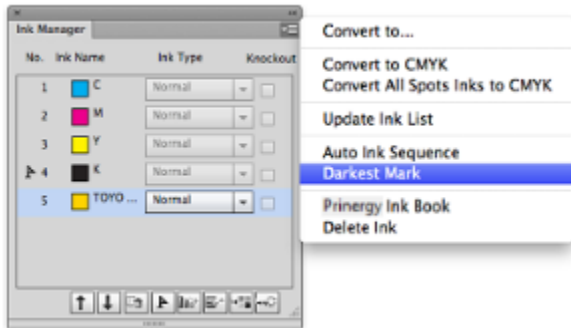 Ink Manager
No. Ink Name Ink Type Knockout
1 C Normal
2 M Normal
3 Y Normal
4 K Normal
5 TOYO ... Normal
Convert to...
Convert to CMYK
Convert All Spots Inks to CMYK
Update Ink List
Auto Ink Sequence
Darkest Mark
Prinergy Ink Book
Delete Ink